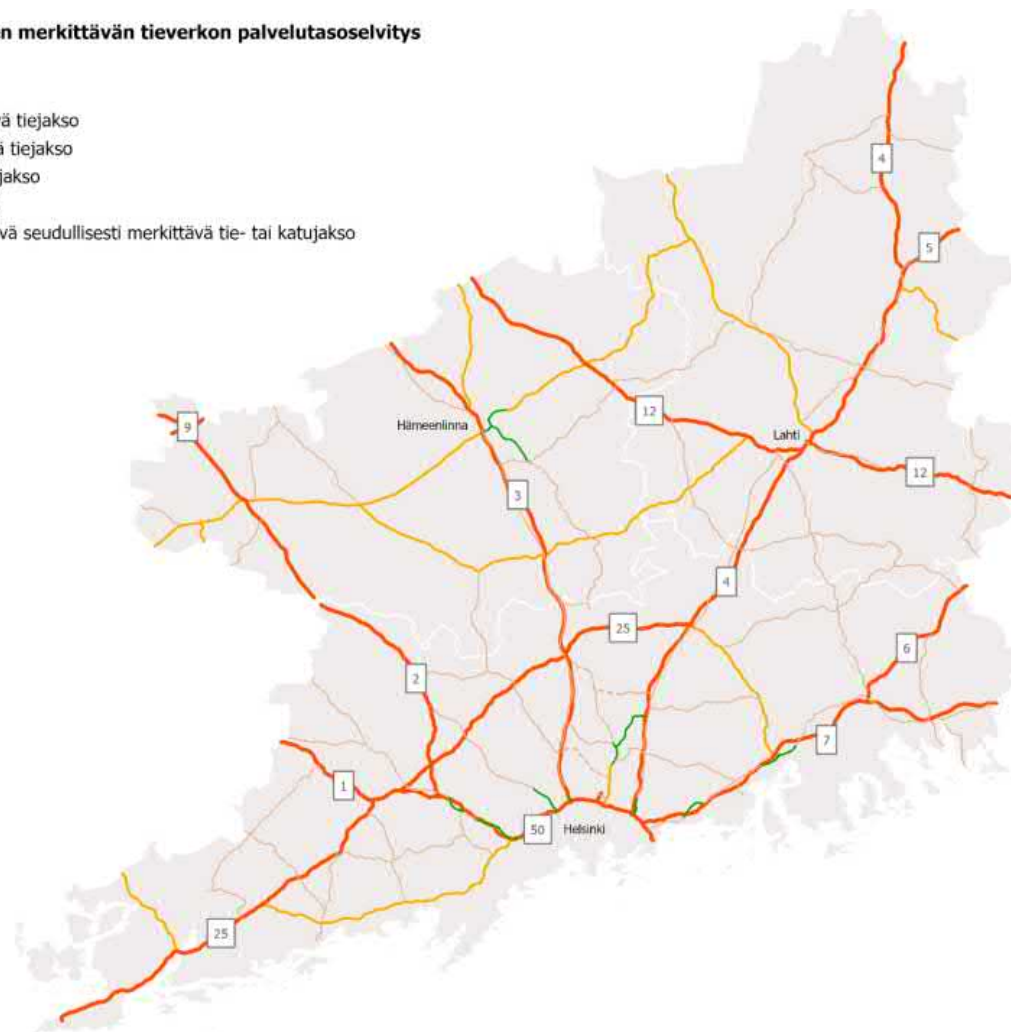 n merkittävän tieverkon palvelutasoselvitys
ä tiejakso
ä tiejakso
jakso
vä seudullisesti merkittävä tie- tai katujakso
4
5
9
Hämeenlinna
12
Lahti
12
3
4
25
6
2
7
1
50
Helsinki
25